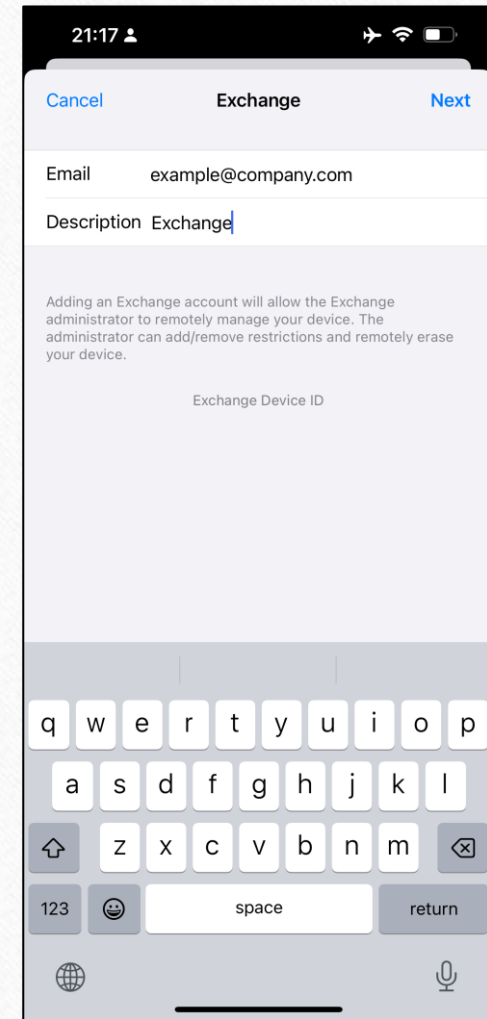 21:17
Cancel Exchange Next
Email example@company.com
Description Exchange
Adding an Exchange account will allow the Exchange
administrator to remotely manage your device. The
administrator can add/remove restrictions and remotely erase
your device.
Exchange Device ID
q w e r t y u i o p
a s d f g h j k l
z x c v b n m
123 space return